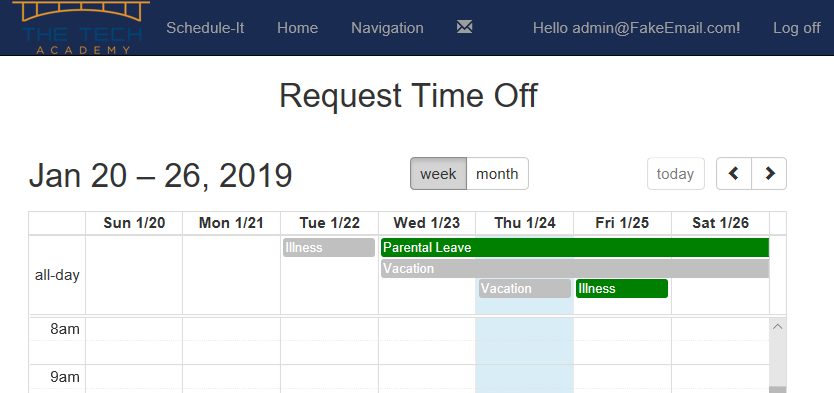 THE TECH
ACADEMY
Schedule-It Home Navigation Hello admin@FakeEmail.com! Log off
Request Time Off
Jan 20 – 26, 2019
week month
today
Sun 1/20 Mon 1/21 Tue 1/22 Wed 1/23 Thu 1/24 Fri 1/25 Sat 1/26
all-day
Illness Parental Leave
Vacation
Vacation Illness
8am
9am